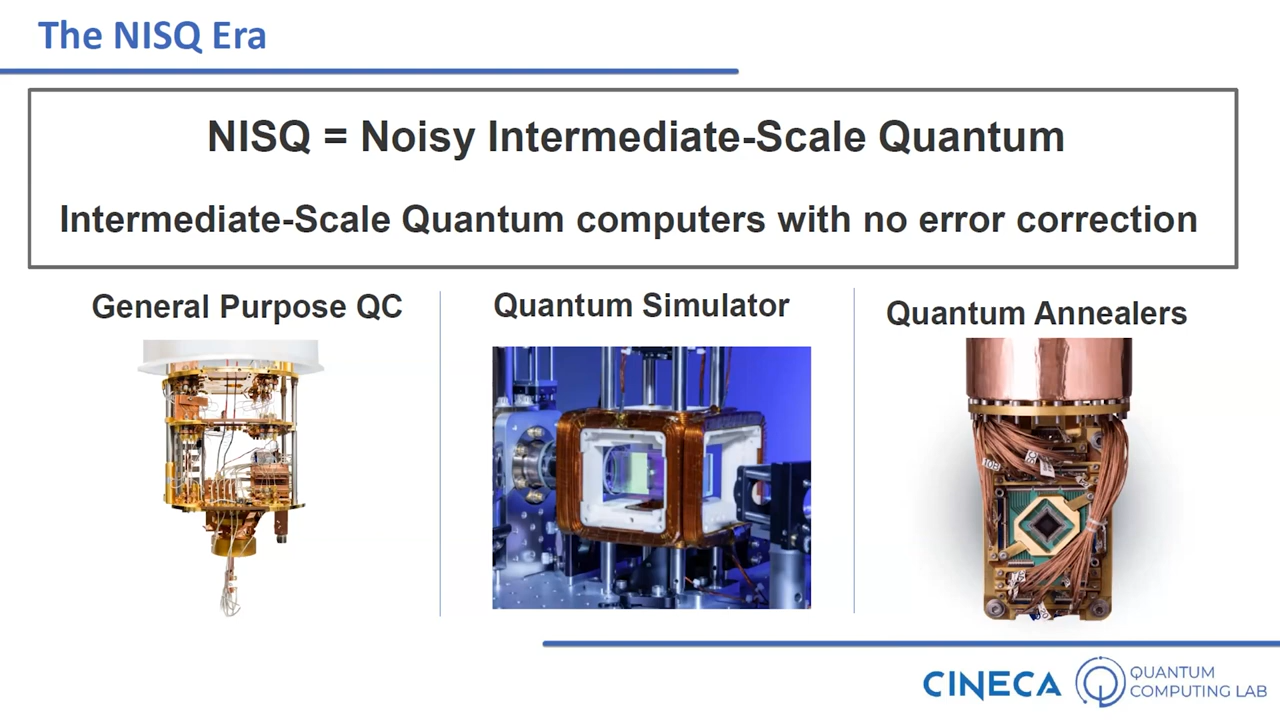 The NISQ Era
NISQ = Noisy Intermediate-Scale Quantum
Intermediate-Scale Quantum computers with no error correction
General Purpose QC
Quantum Simulator
Quantum Annealers
CINECA
QUANTUM
COMPUTING LAB